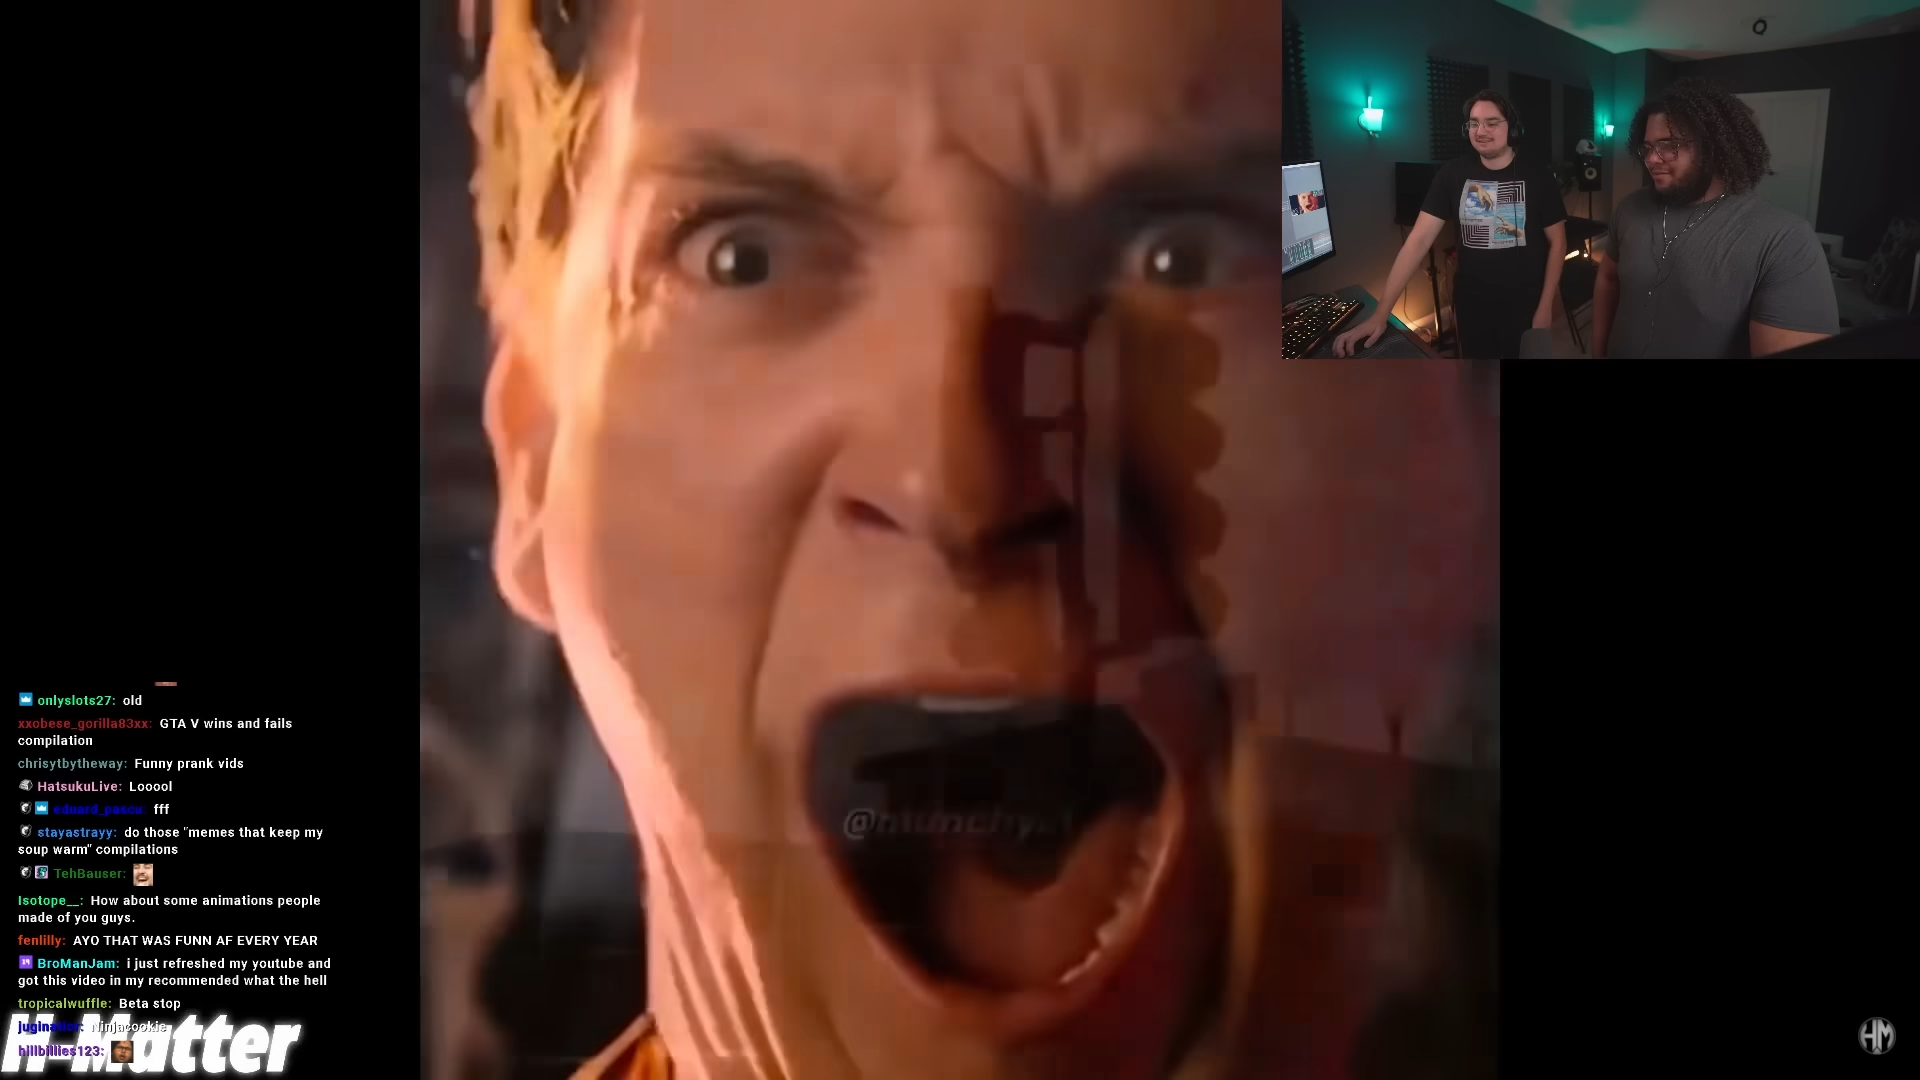 onlyslots27: old
xxobese_gorilla83xx: GTA V wins and fails
compilation
chrisytbytheway: Funny prank vids
HatsukuLive: Looool
fff
stayastrayy: do those "memes that keep my
soup warm" compilations
TehBauser:
Isotope__: How about some animations people
made of you guys.
fenlilly: AYO THAT WAS FUNN AF EVERY YEAR
BroManJam: i just refreshed my youtube and
got this video in my recommended what the hell
tropicalwuffle: Beta stop
Ninjacookie
hillbillies123:
H-Matter
HM